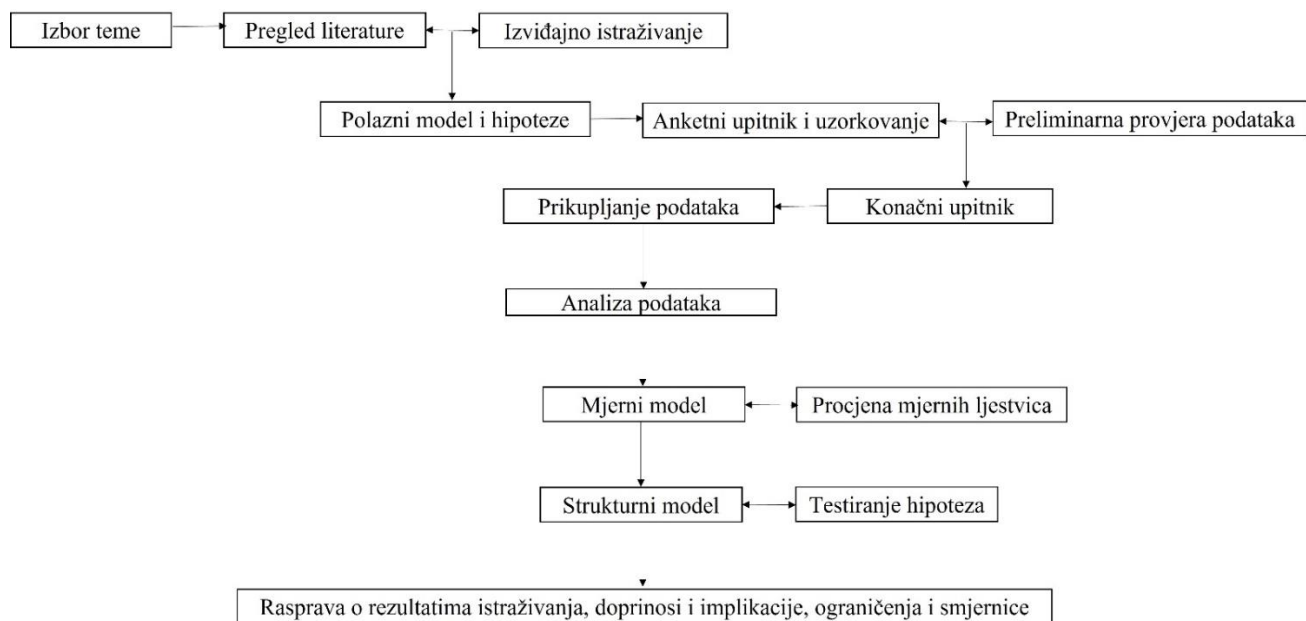 Izbor teme
Pregled literature
Izviđajno istraživanje
Polazni model i hipoteze
Anketni upitnik i uzorkovanje
Preliminarna provjera podataka
Prikupljanje podataka
Konačni upitnik
Analiza podataka
Mjerni model
Procjena mjernih ljestvica
Strukturni model
Testiranje hipoteza
Rasprava o rezultatima istraživanja, doprinosi i implikacije, ograničenja i smjernice